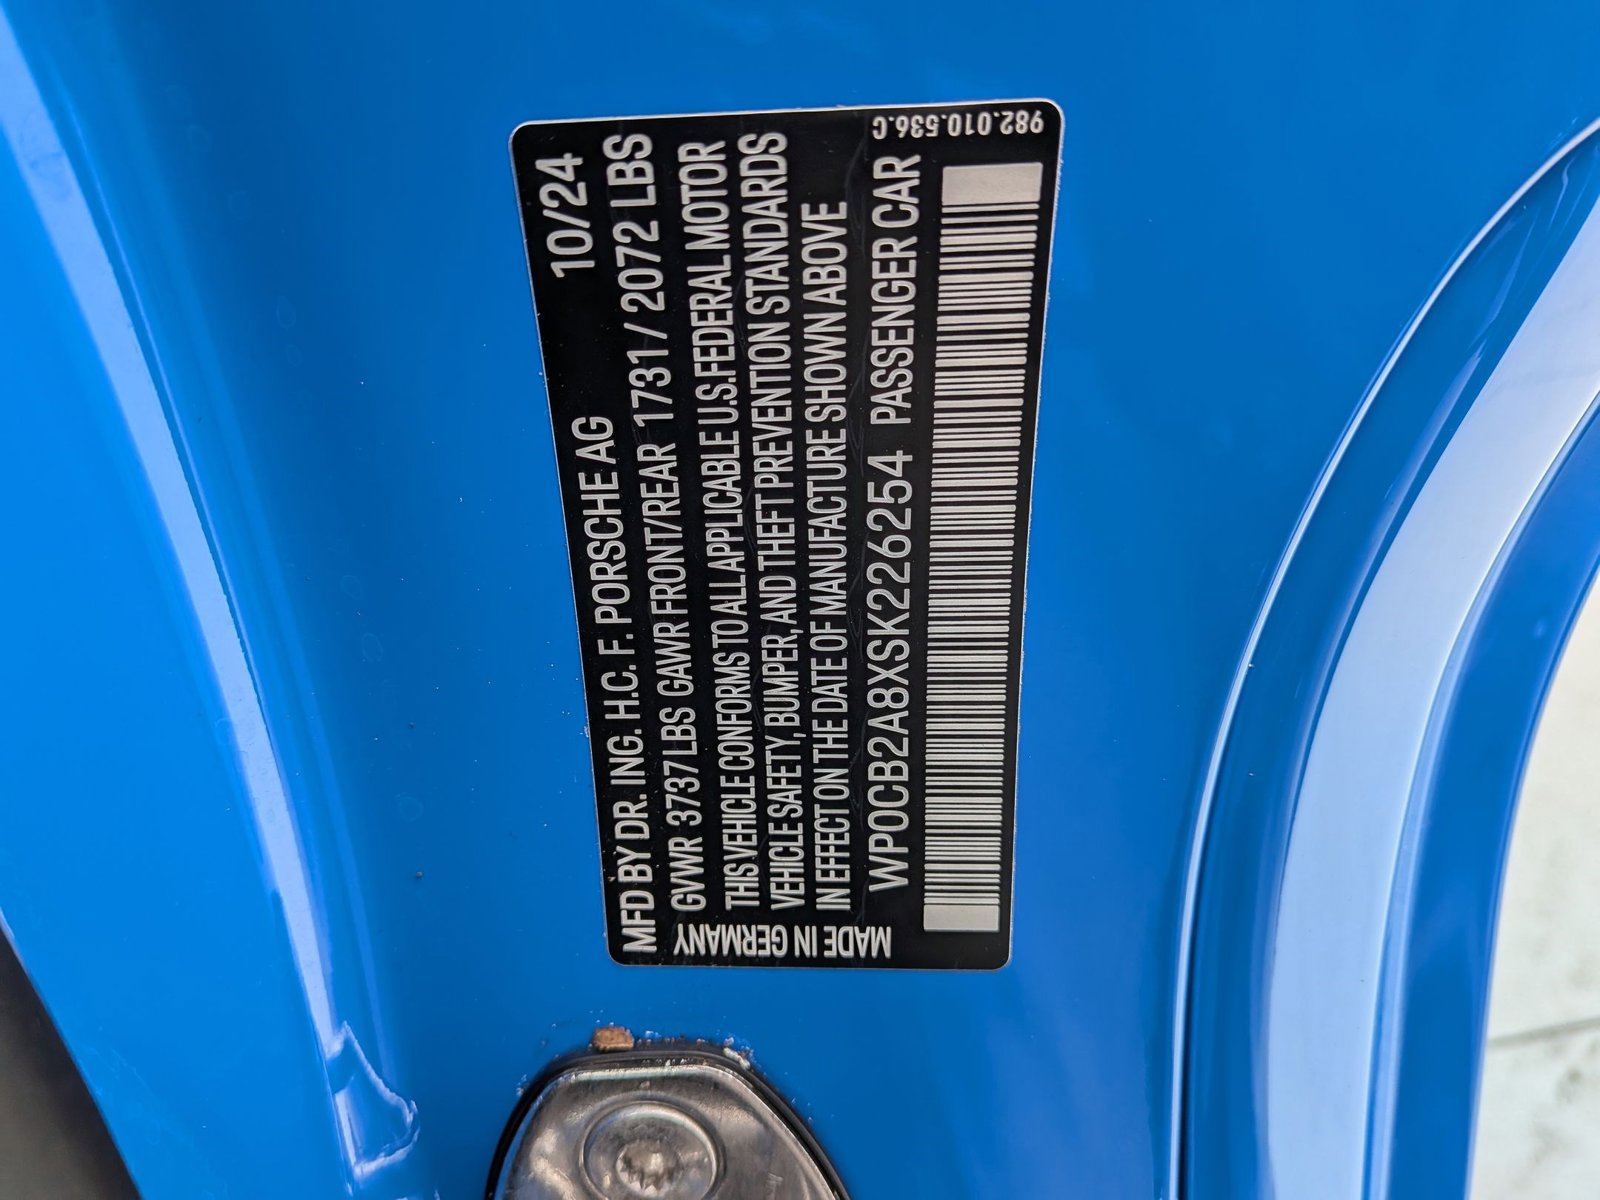 MFD BY DR. ING. H.C. F. PORSCHE AG 10/24
GVWR 3737 LBS GAWR FRONT/REAR 1731/2072 LBS
THIS VEHICLE CONFORMS TO ALL APPLICABLE U.S. FEDERAL MOTOR
VEHICLE SAFETY, BUMPER, AND THEFT PREVENTION STANDARDS
IN EFFECT ON THE DATE OF MANUFACTURE SHOWN ABOVE
WP0CB2A8XSK226254 PASSENGER CAR
MADE IN GERMANY
982.010.536.C